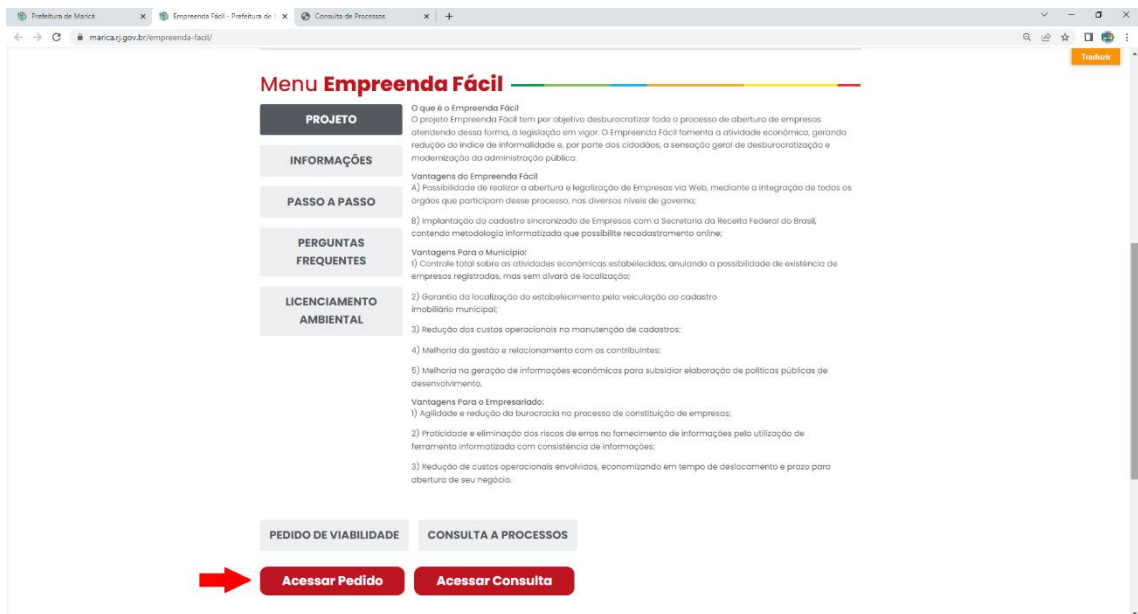 Prefeitura de Maricá
Empreenda Fácil - Prefeitura de
Consulta de Processos
marica.rj.gov.br/empreenda-facil/
Traduzir
Menu Empreenda Fácil
PROJETO
INFORMAÇÕES
PASSO A PASSO
PERGUNTAS
FREQUENTES
LICENCIAMENTO
AMBIENTAL
O que é o Empreenda Fácil
O projeto Empreenda Fácil tem por objetivo desburocratizar todo o processo de abertura de empresas
atendendo dessa forma, à legislação em vigor. O Empreenda Fácil fomenta a atividade econômica, gerando
redução do índice de informalidade e, por parte dos cidadãos, a sensação geral de desburocratização e
modernização da administração pública.
Vantagens do Empreenda Fácil
A) Possibilidade de realizar a abertura e legalização de Empresas via Web, mediante a integração de todos os
órgãos que participam desse processo, nos diversos níveis de governo;
B) Implantação do cadastro sincronizado de Empresas com a Secretaria da Receita Federal do Brasil,
contendo metodologia informatizada que possibilite recadastramento online;
Vantagens Para o Município:
1) Controle total sobre as atividades econômicas estabelecidas, anulando a possibilidade de existência de
empresas registradas, mas sem alvará de localização;
2) Garantia da localização do estabelecimento pela veiculação ao cadastro
imobiliário municipal;
3) Redução dos custos operacionais na manutenção de cadastros;
4) Melhoria da gestão e relacionamento com os contribuintes;
5) Melhoria na geração de informações econômicas para subsidiar elaboração de políticas públicas de
desenvolvimento.
Vantagens Para o Empresariado:
1) Agilidade e redução da burocracia no processo de constituição de empresas;
2) Praticidade e eliminação dos riscos de erros no fornecimento de informações pela utilização de
ferramenta informatizada com consistência de informações;
3) Redução de custos operacionais envolvidos, economizando em tempo de deslocamento e prazo para
abertura de seu negócio.
PEDIDO DE VIABILIDADE
CONSULTA A PROCESSOS
Acessar Pedido
Acessar Consulta